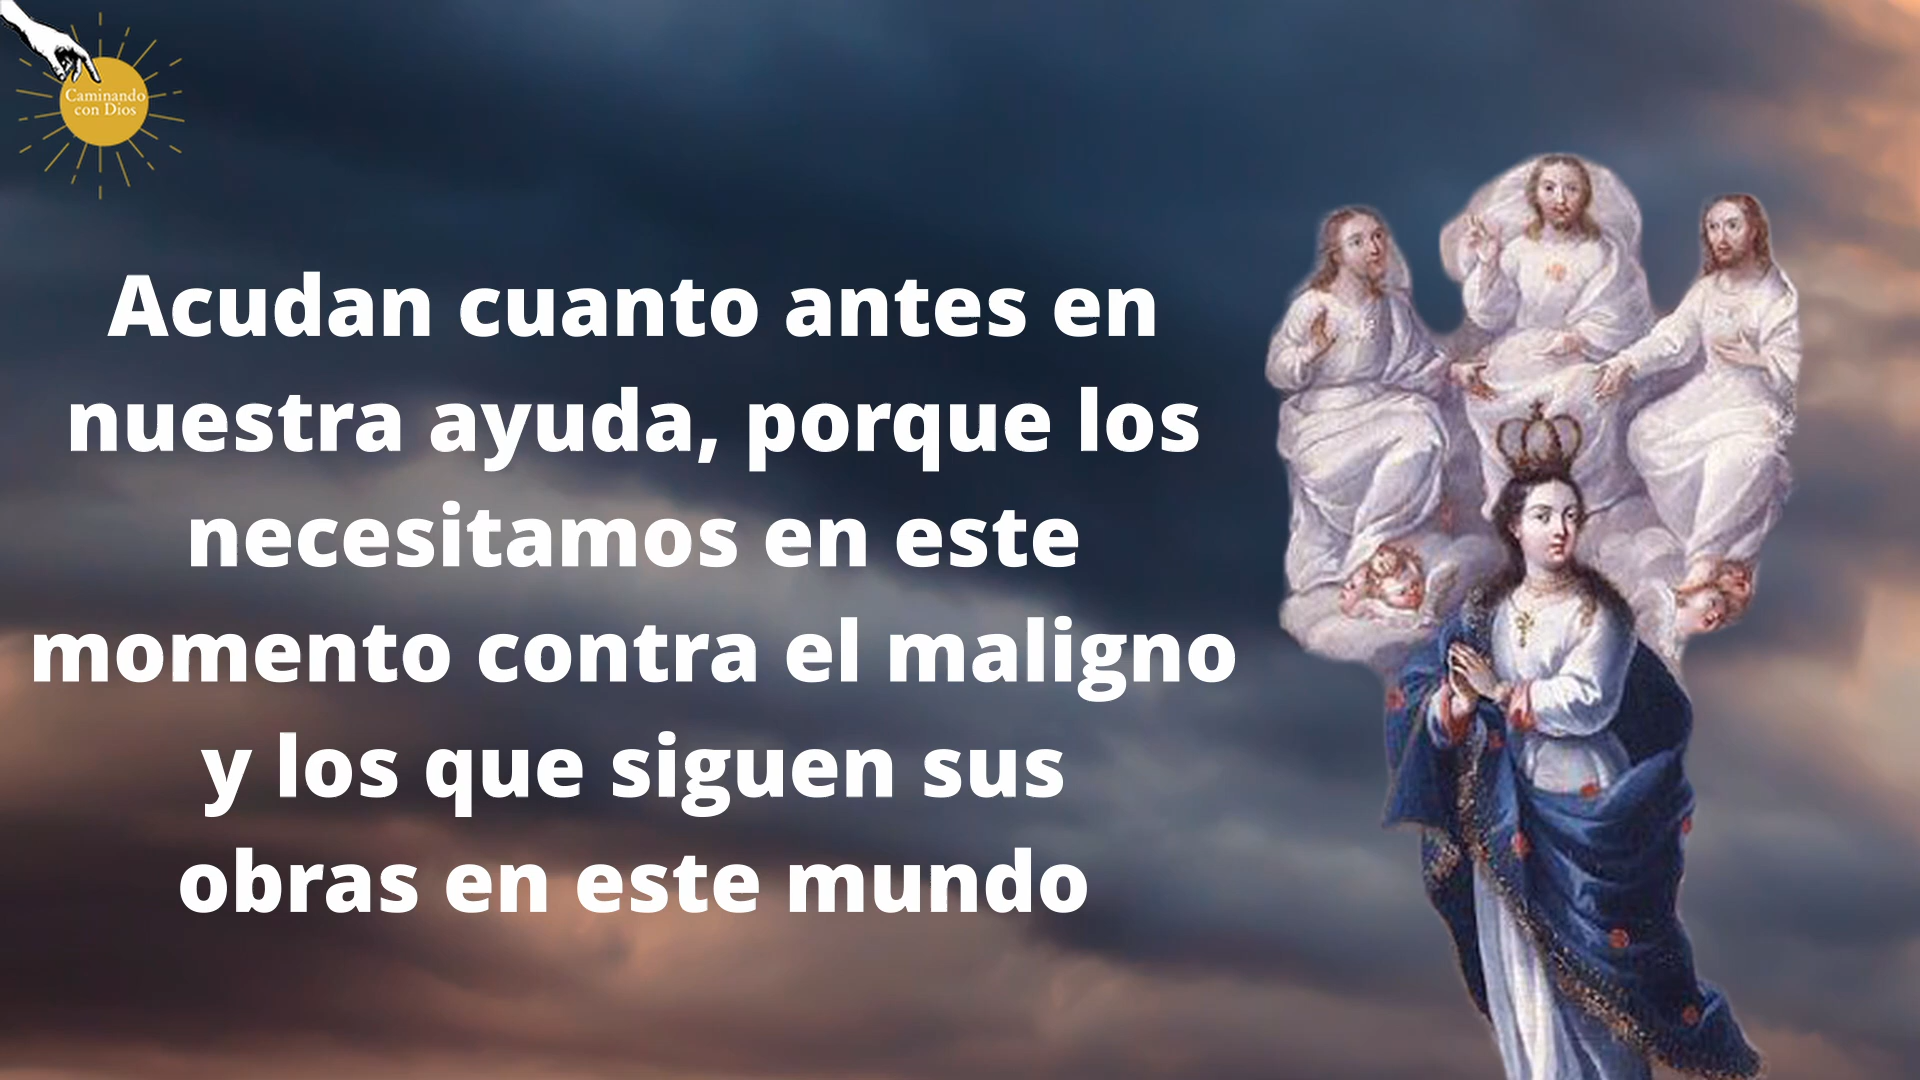 Caminando
con Dios
Acudan cuanto antes en
nuestra ayuda, porque los
necesitamos en este
momento contra el maligno
y los que siguen sus
obras en este mundo